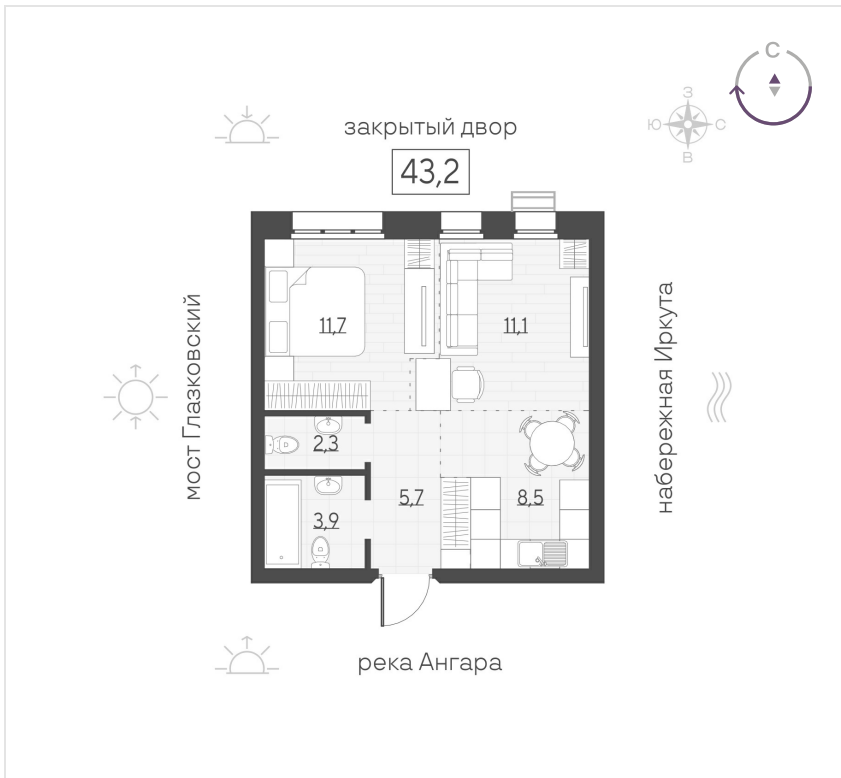 С
З
Ю
С
В
закрытый двор
43,2
мост Глазковский
набережная Иркута
11,7
11,1
2,3
3,9
5,7
8,5
река Ангара